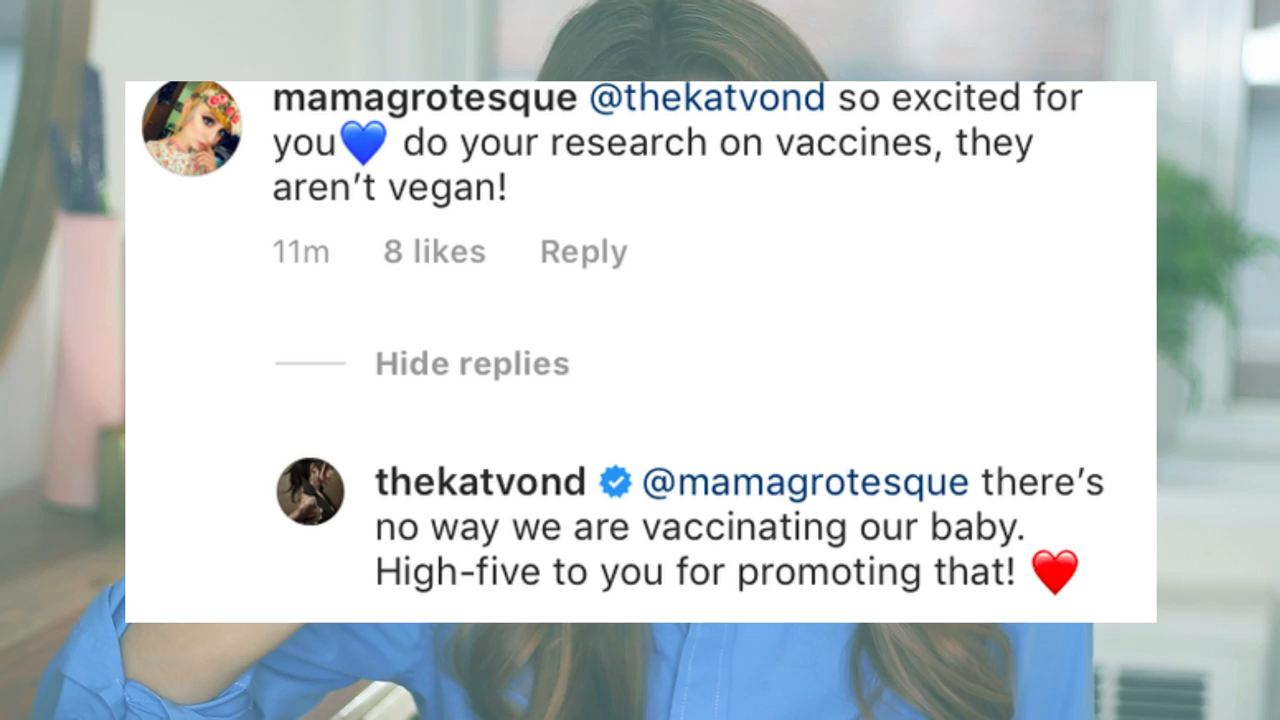 mamagrotesque @thekatvond so excited for
you💙 do your research on vaccines, they
aren’t vegan!
11m 8 likes Reply
Hide replies
thekatvond @mamagrotesque there’s
no way we are vaccinating our baby.
High-five to you for promoting that! ❤️